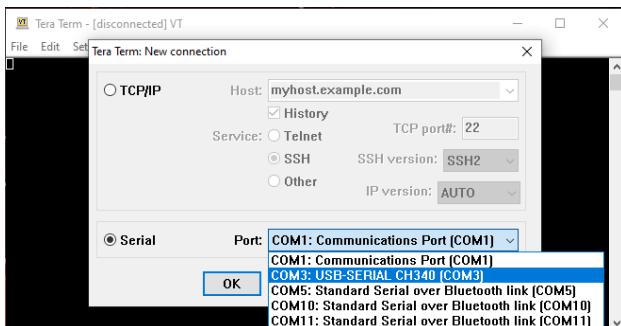 VT Tera Term - [disconnected] VT
File Edit Set
Tera Term: New connection
TCP/IP Host: myhost.example.com
History
Service: Telnet TCP port#: 22
SSH SSH version: SSH2
Other IP version: AUTO
Serial Port: COM1: Communications Port (COM1)
COM1: Communications Port (COM1)
OK COM3: USB-SERIAL CH340 (COM3)
COM5: Standard Serial over Bluetooth link (COM5)
COM10: Standard Serial over Bluetooth link (COM10)
COM11: Standard Serial over Bluetooth link (COM11)